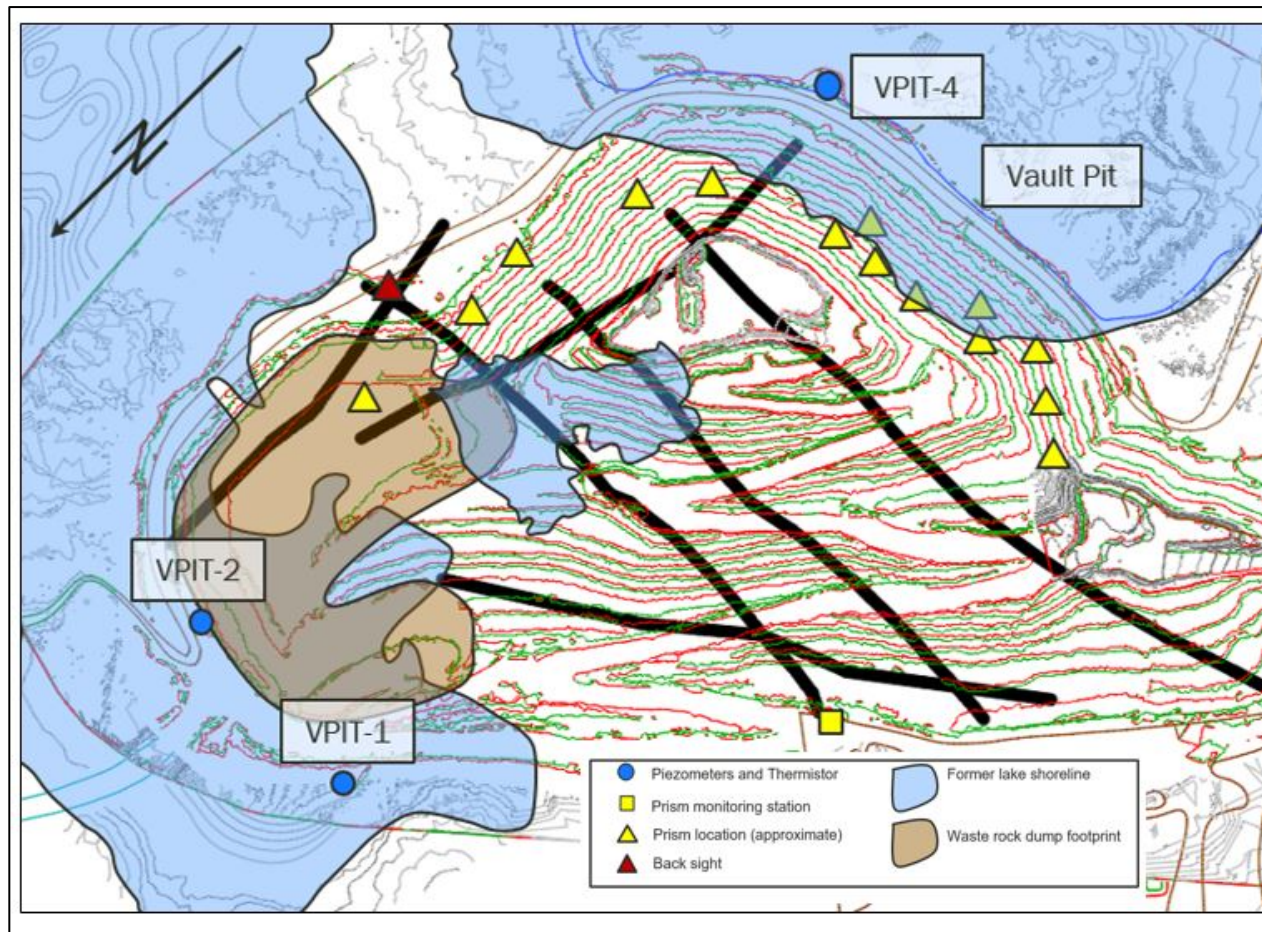 VPIT-4
Vault Pit
N
VPIT-2
VPIT-1
Piezometers and Thermistor
Prism monitoring station
Prism location (approximate)
Back sight
Former lake shoreline
Waste rock dump footprint